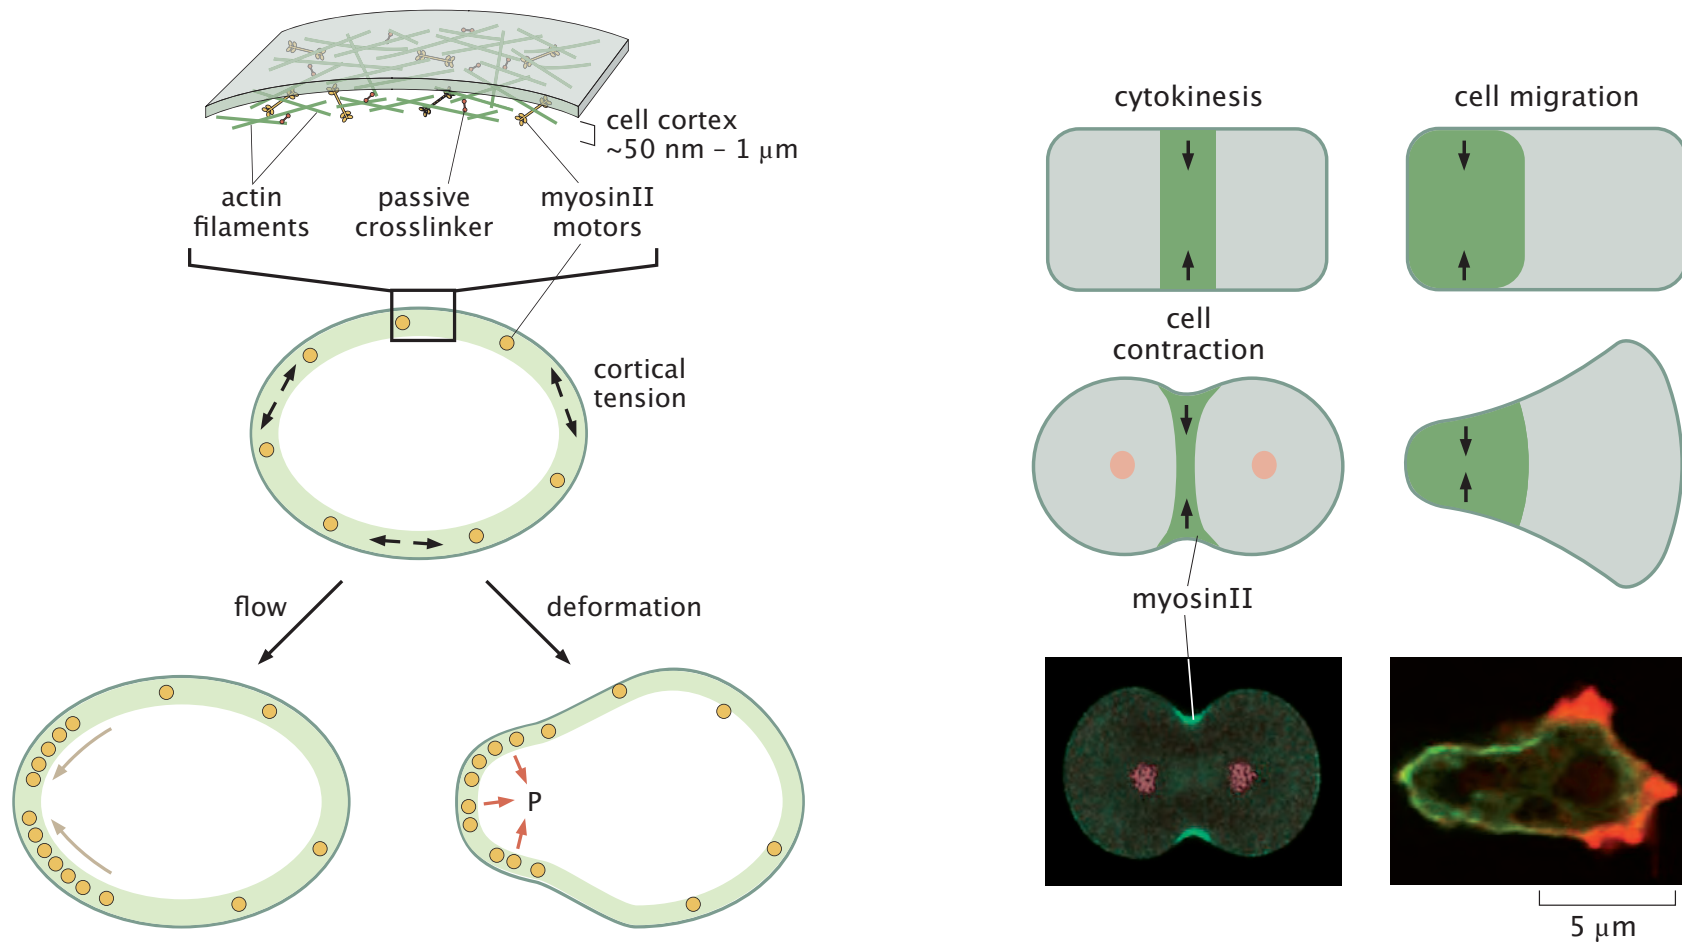 cell cortex
~50 nm – 1 μm
actin
filaments
passive
crosslinker
myosinII
motors
cortical
tension
flow
deformation
P
cytokinesis
cell migration
cell
contraction
myosinII
5 μm